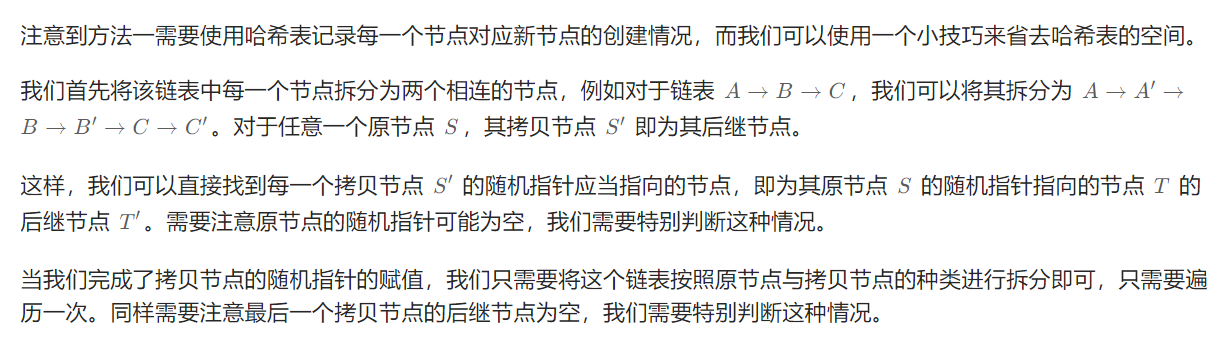 注意到方法一需要使用哈希表记录每一个节点对应新节点的创建情况，而我们可以使用一个小技巧来省去哈希表的空间。
我们首先将该链表中每一个节点拆分为两个相连的节点，例如对于链表 A → B → C，我们可以将其拆分为 A → A′ →
B → B′ → C → C′。对于任意一个原节点 S，其拷贝节点 S′ 即为其后继节点。
这样，我们可以直接找到每一个拷贝节点 S′ 的随机指针应当指向的节点，即为其原节点 S 的随机指针指向的节点 T 的
后继节点 T′。需要注意原节点的随机指针可能为空，我们需要特别判断这种情况。
当我们完成了拷贝节点的随机指针的赋值，我们只需要将这个链表按照原节点与拷贝节点的种类进行拆分即可，只需要遍
历一次。同样需要注意最后一个拷贝节点的后继节点为空，我们需要特别判断这种情况。